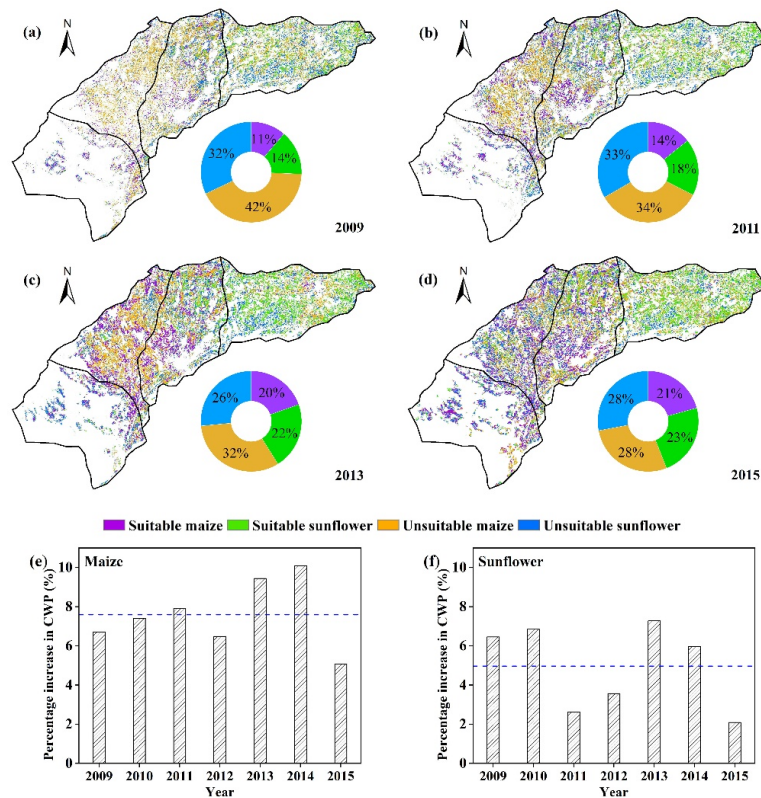 (a)
N
11%
14%
32%
42%
2009
(b)
N
14%
18%
33%
34%
2011
(c)
N
20%
22%
26%
32%
2013
(d)
N
21%
23%
28%
28%
2015
Suitable maize Suitable sunflower Unsuitable maize Unsuitable sunflower
(e)
Maize
Percentage increase in CWP (%)
10
8
6
4
2
0
2009 2010 2011 2012 2013 2014 2015
Year
(f)
Sunflower
Percentage increase in CWP (%)
10
8
6
4
2
0
2009 2010 2011 2012 2013 2014 2015
Year